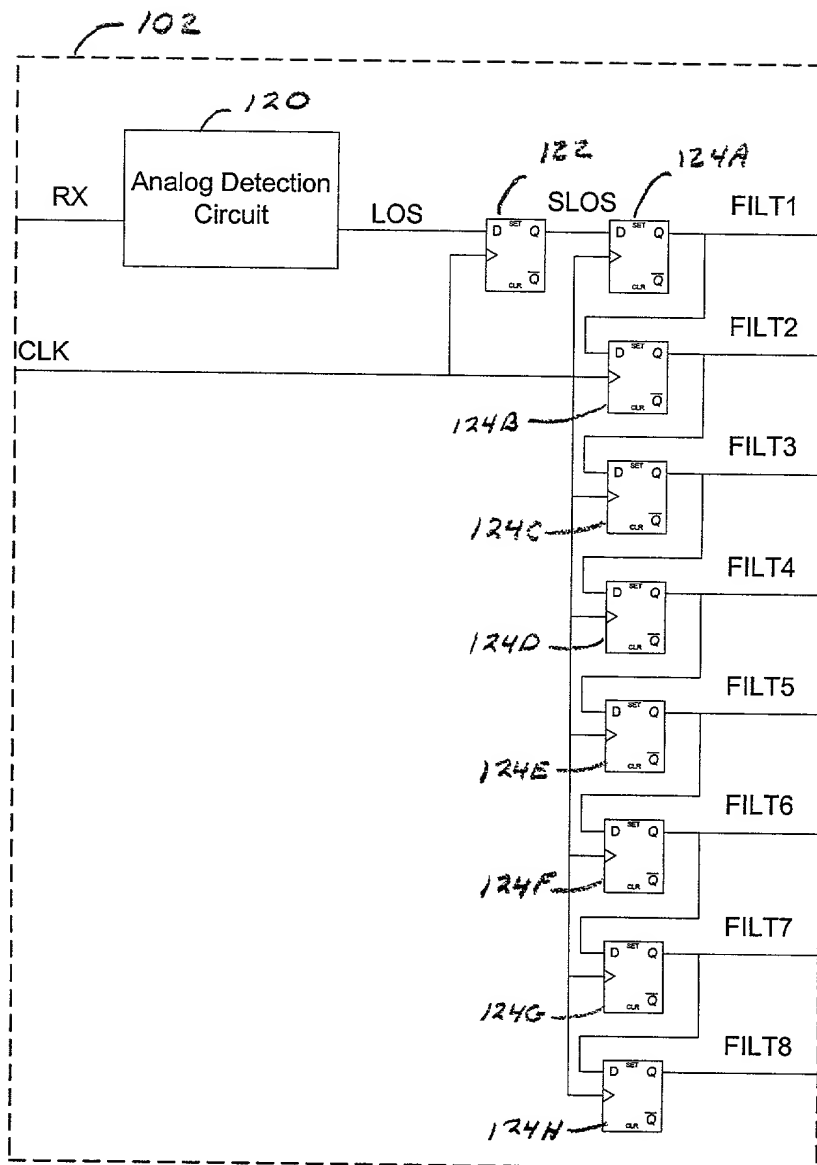 102
120
Analog Detection
Circuit
RX
LOS
122
SLOS
124A
FILT1
D SET Q
CLR Q̅
D SET Q
CLR Q̅
CLK
FILT2
D SET Q
CLR Q̅
124B
FILT3
D SET Q
CLR Q̅
124C
FILT4
D SET Q
CLR Q̅
124D
FILT5
D SET Q
CLR Q̅
124E
FILT6
D SET Q
CLR Q̅
124F
FILT7
D SET Q
CLR Q̅
124G
FILT8
D SET Q
CLR Q̅
124H